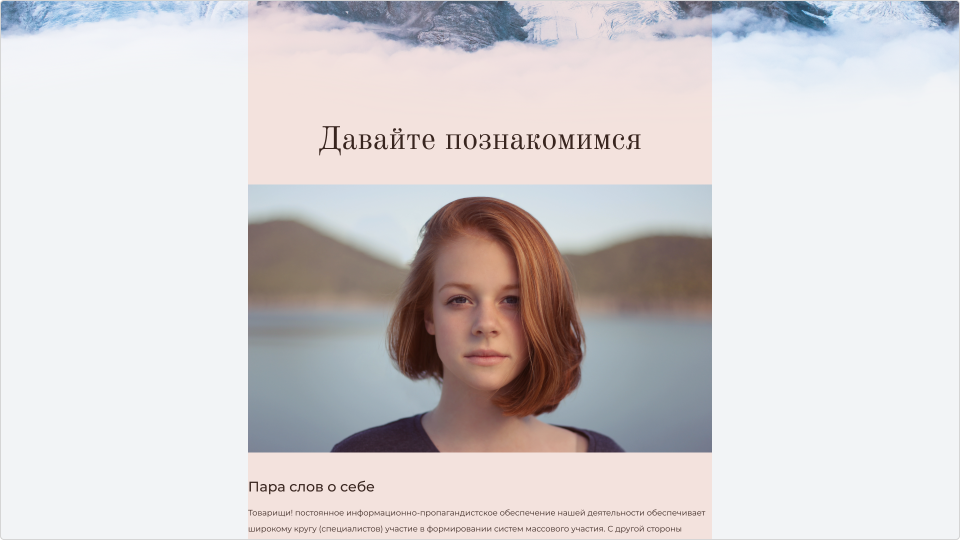 Давайте познакомимся
Пара слов о себе
Товарищи! постоянное информационно-пропагандистское обеспечение нашей деятельности обеспечивает
широкому кругу (специалистов) участие в формировании систем массового участия. С другой стороны